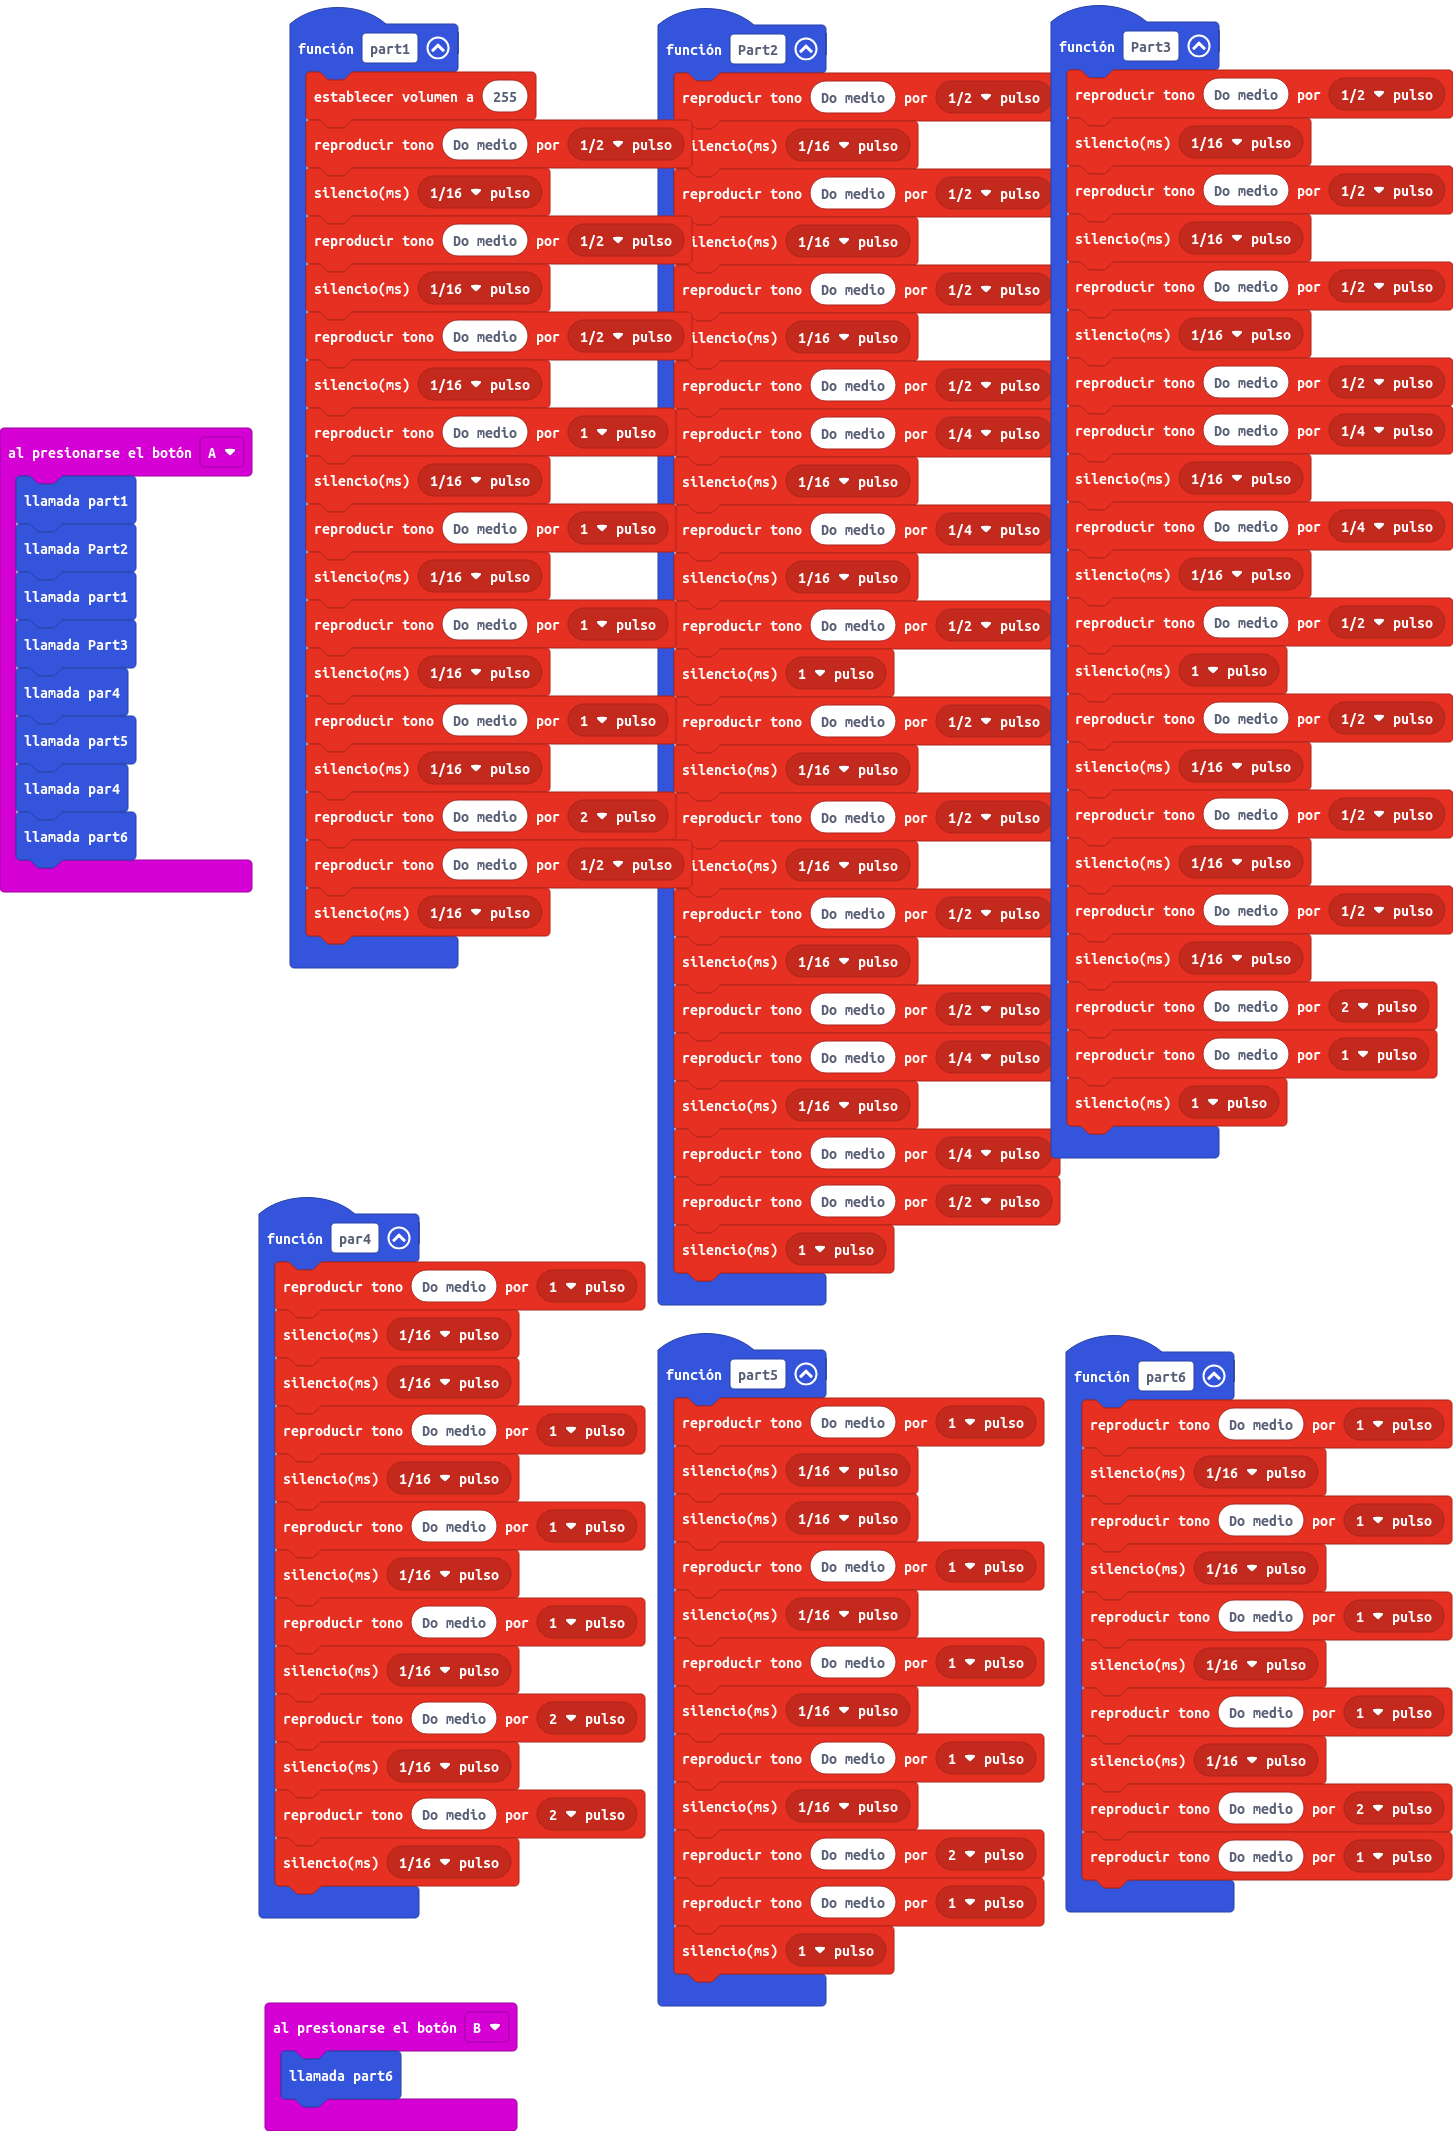 función part1
establecer volumen a 255
reproducir tono Do medio por 1/2 pulso
silencio(ms) 1/16 pulso
reproducir tono Do medio por 1/2 pulso
silencio(ms) 1/16 pulso
reproducir tono Do medio por 1/2 pulso
silencio(ms) 1/16 pulso
reproducir tono Do medio por 1 pulso
silencio(ms) 1/16 pulso
reproducir tono Do medio por 1 pulso
silencio(ms) 1/16 pulso
reproducir tono Do medio por 1 pulso
silencio(ms) 1/16 pulso
reproducir tono Do medio por 1 pulso
silencio(ms) 1/16 pulso
reproducir tono Do medio por 2 pulso
reproducir tono Do medio por 1/2 pulso
silencio(ms) 1/16 pulso
función Part2
reproducir tono Do medio por 1/2 pulso
ilencio(ms) 1/16 pulso
reproducir tono Do medio por 1/2 pulso
ilencio(ms) 1/16 pulso
reproducir tono Do medio por 1/2 pulso
ilencio(ms) 1/16 pulso
reproducir tono Do medio por 1/2 pulso
reproducir tono Do medio por 1/4 pulso
silencio(ms) 1/16 pulso
reproducir tono Do medio por 1/4 pulso
silencio(ms) 1/16 pulso
reproducir tono Do medio por 1/2 pulso
silencio(ms) 1 pulso
reproducir tono Do medio por 1/2 pulso
silencio(ms) 1/16 pulso
reproducir tono Do medio por 1/2 pulso
ilencio(ms) 1/16 pulso
reproducir tono Do medio por 1/2 pulso
silencio(ms) 1/16 pulso
reproducir tono Do medio por 1/2 pulso
reproducir tono Do medio por 1/4 pulso
silencio(ms) 1/16 pulso
reproducir tono Do medio por 1/4 pulso
reproducir tono Do medio por 1/2 pulso
silencio(ms) 1 pulso
función Part3
reproducir tono Do medio por 1/2 pulso
silencio(ms) 1/16 pulso
reproducir tono Do medio por 1/2 pulso
silencio(ms) 1/16 pulso
reproducir tono Do medio por 1/2 pulso
silencio(ms) 1/16 pulso
reproducir tono Do medio por 1/2 pulso
reproducir tono Do medio por 1/4 pulso
silencio(ms) 1/16 pulso
reproducir tono Do medio por 1/4 pulso
silencio(ms) 1/16 pulso
reproducir tono Do medio por 1/2 pulso
silencio(ms) 1 pulso
reproducir tono Do medio por 1/2 pulso
silencio(ms) 1/16 pulso
reproducir tono Do medio por 1/2 pulso
silencio(ms) 1/16 pulso
reproducir tono Do medio por 1/2 pulso
silencio(ms) 1/16 pulso
reproducir tono Do medio por 2 pulso
reproducir tono Do medio por 1 pulso
silencio(ms) 1 pulso
al presionarse el botón A
llamada part1
llamada Part2
llamada part1
llamada Part3
llamada par4
llamada part5
llamada par4
llamada part6
función par4
reproducir tono Do medio por 1 pulso
silencio(ms) 1/16 pulso
silencio(ms) 1/16 pulso
reproducir tono Do medio por 1 pulso
silencio(ms) 1/16 pulso
reproducir tono Do medio por 1 pulso
silencio(ms) 1/16 pulso
reproducir tono Do medio por 1 pulso
silencio(ms) 1/16 pulso
reproducir tono Do medio por 2 pulso
silencio(ms) 1/16 pulso
reproducir tono Do medio por 2 pulso
silencio(ms) 1/16 pulso
función part5
reproducir tono Do medio por 1 pulso
silencio(ms) 1/16 pulso
silencio(ms) 1/16 pulso
reproducir tono Do medio por 1 pulso
silencio(ms) 1/16 pulso
reproducir tono Do medio por 1 pulso
silencio(ms) 1/16 pulso
reproducir tono Do medio por 1 pulso
silencio(ms) 1/16 pulso
reproducir tono Do medio por 2 pulso
reproducir tono Do medio por 1 pulso
silencio(ms) 1 pulso
función part6
reproducir tono Do medio por 1 pulso
silencio(ms) 1/16 pulso
reproducir tono Do medio por 1 pulso
silencio(ms) 1/16 pulso
reproducir tono Do medio por 1 pulso
silencio(ms) 1/16 pulso
reproducir tono Do medio por 1 pulso
silencio(ms) 1/16 pulso
reproducir tono Do medio por 2 pulso
reproducir tono Do medio por 1 pulso
al presionarse el botón B
llamada part6